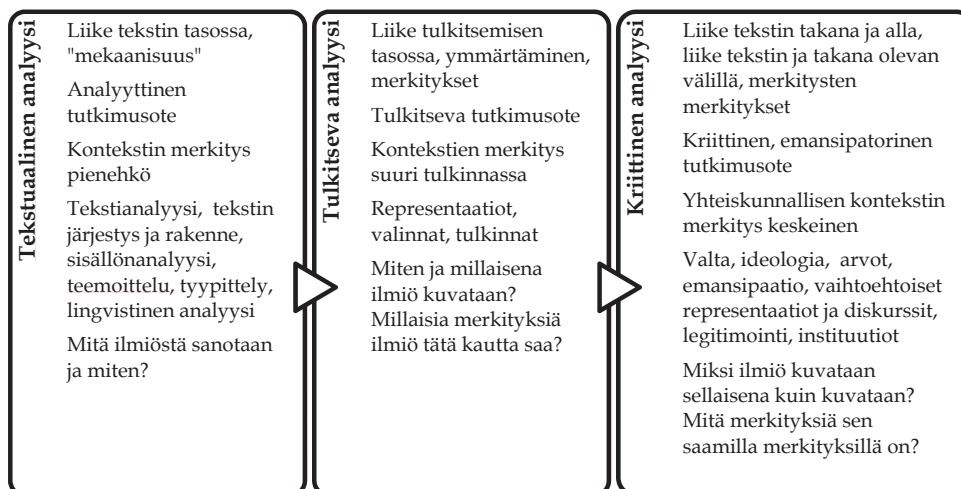 Tekstuaalinen analyysi
Liike tekstin tasossa,
"mekaanisuus"
Analyyttinen
tutkimusote
Kontekstin merkitys
pienehkö
Tekstianalyysi, tekstin
järjestys ja rakenne,
sisällönanalyysi,
teemoittelu, tyypittely,
lingvistinen analyysi
Mitä ilmiöstä sanotaan
ja miten?
Tulkitseva analyysi
Liike tulkitsemisen
tasossa, ymmärtäminen,
merkitykset
Tulkitseva tutkimusote
Kontekstien merkitys
suuri tulkinnassa
Representaatiot,
valinnat, tulkinnat
Miten ja millaisena
ilmiö kuvataan?
Millaisia merkityksiä
ilmiö tätä kautta saa?
Kriittinen analyysi
Liike tekstin takana ja alla,
liike tekstin ja takana olevan
välillä, merkitysten
merkitykset
Kriittinen, emansipatorinen
tutkimusote
Yhteiskunnallisen kontekstin
merkitys keskeinen
Valta, ideologia, arvot,
emansipaatio, vaihtoehtoiset
representaatiot ja diskurssit,
legitimointi, instituutiot
Miksi ilmiö kuvataan
sellaisena kuin kuvataan?
Mitä merkityksiä sen
saamilla merkityksillä on?